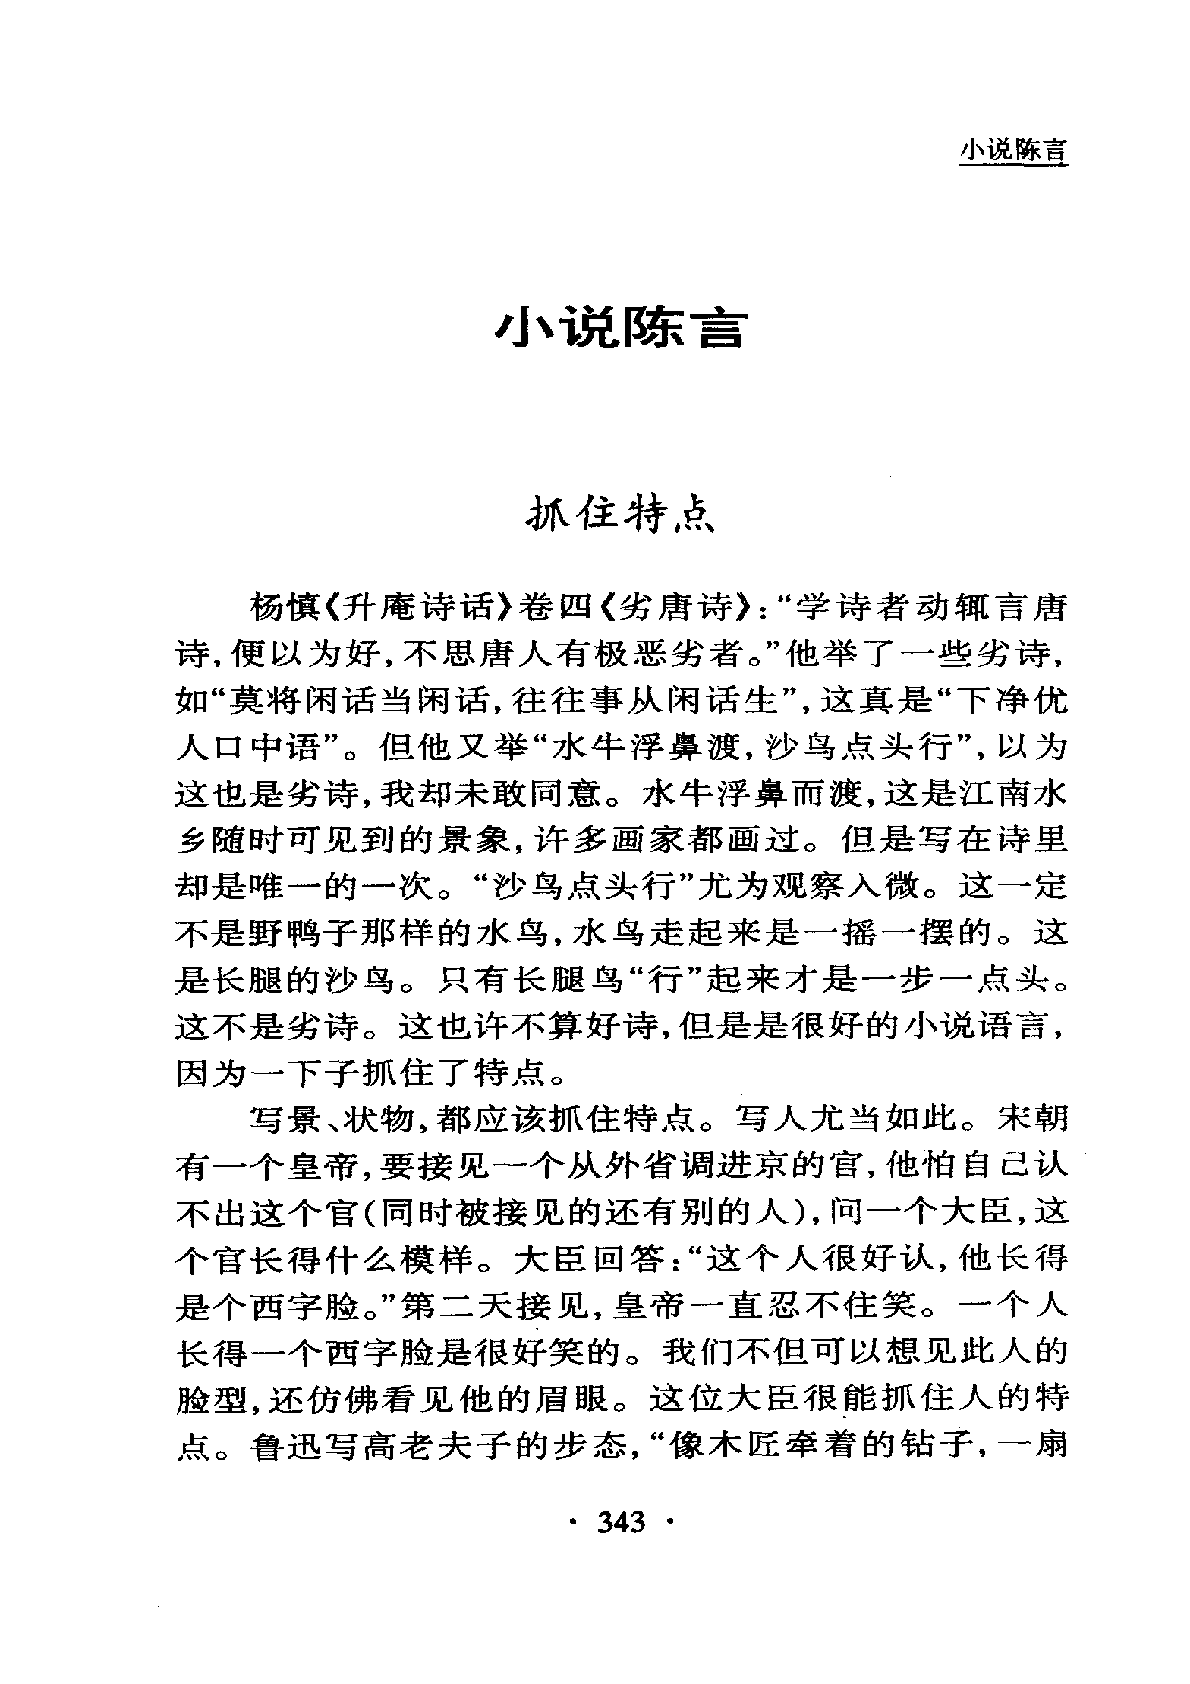 小说陈言
小说陈言
抓住特点
杨慎《升庵诗话》卷四《劣唐诗》:“学诗者动辄言唐
诗,便以为好,不思唐人有极恶劣者。”他举了一些劣诗,
如“莫将闲话当闲话,往往事从闲话生”,这真是“下净优
人口中语”。但他又举“水牛浮鼻渡,沙鸟点头行”,以为
这也是劣诗,我却未敢同意。水牛浮鼻而渡,这是江南水
乡随时可见到的景象,许多画家都画过。但是写在诗里
却是唯一的一次。“沙鸟点头行”尤为观察入微。这一定
不是野鸭子那样的水鸟,水鸟走起来是一摇一摆的。这
是长腿的沙鸟。只有长腿鸟“行”起来才是一步一点头。
这不是劣诗。这也许不算好诗,但是是很好的小说语言,
因为一下子抓住了特点。
写景、状物,都应该抓住特点。写人尤当如此。宋朝
有一个皇帝,要接见一个从外省调进京的官,他怕自己认
不出这个官(同时被接见的还有别的人),问一个大臣,这
个官长得什么模样。大臣回答:“这个人很好认,他长得
是个西字脸。”第二天接见,皇帝一直忍不住笑。一个人
长得一个西字脸是很好笑的。我们不但可以想见此人的
脸型,还仿佛看见他的眉眼。这位大臣很能抓住人的特
点。鲁迅写高老夫子的步态,“像木匠牵着的钻子,一扇
· 343 ·